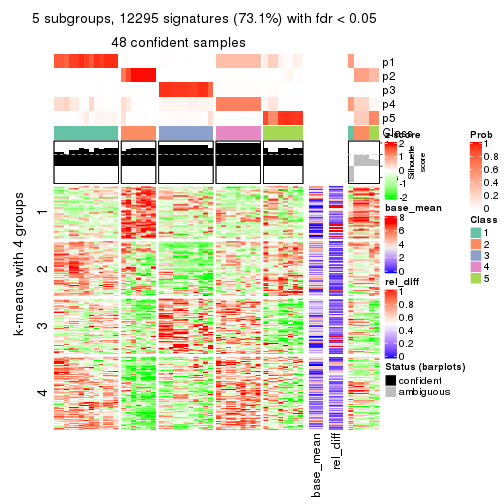 5 subgroups, 12295 signatures (73.1%) with fdr < 0.05
48 confident samples
p1
p2
p3
p4
p5
Class
k-means with 4 groups
1
2
3
4
base_mean
rel_diff
Silhouette
score
z-score
2
1
0
-1
-2
base_mean
8
6
4
2
0
rel_diff
1
0.8
0.6
0.4
0.2
0
Status (barplots)
confident
ambiguous
Prob
1
0.8
0.6
0.4
0.2
0
Class
1
2
3
4
5